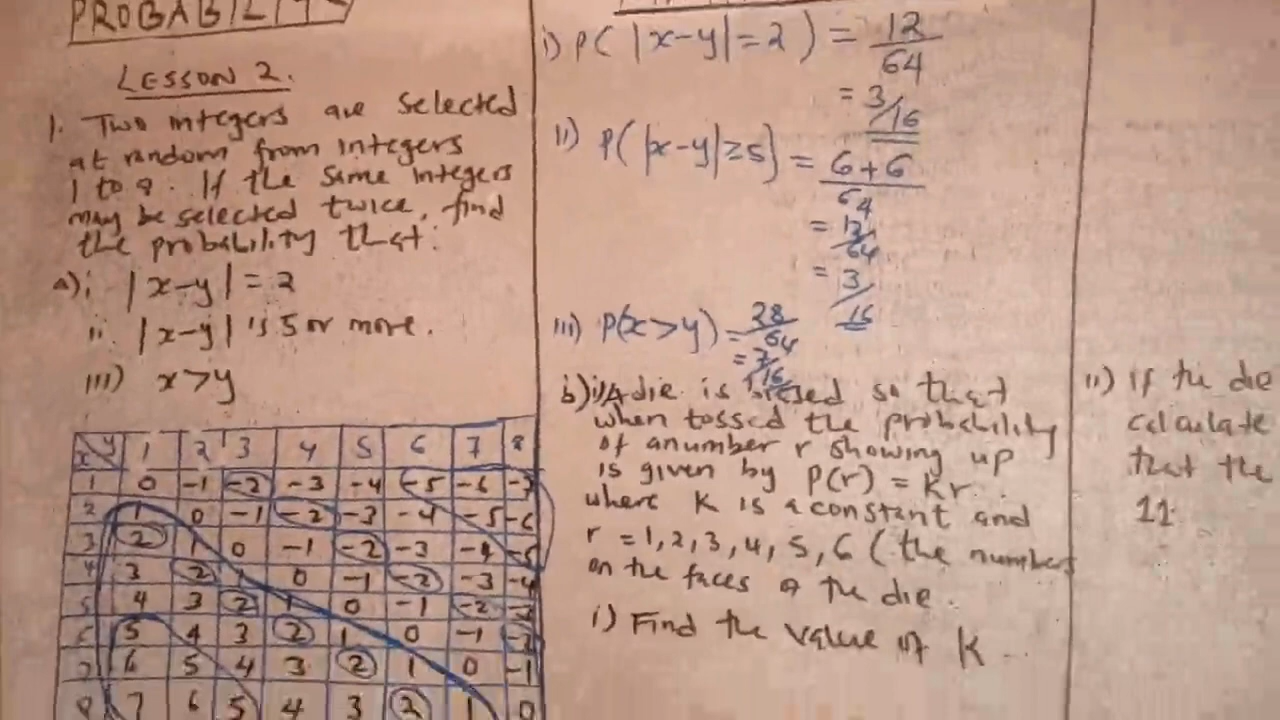 PROBABILITY
LESSON 2.
1. Two integers are selected
at random from integers
1 to 8. If the same integers
may be selected twice, find
the probability that:
a) i |x-y| = 2
ii |x-y| is 5 or more.
iii) x>y
x y 1 2 3 4 5 6 7 8
1 0 -1 -2 -3 -4 -5 -6 -7
2 1 0 -1 -2 -3 -4 -5 -6
3 2 1 0 -1 -2 -3 -4 -5
4 3 2 1 0 -1 -2 -3 -4
5 4 3 2 1 0 -1 -2 -3
6 5 4 3 2 1 0 -1 -2
7 6 5 4 3 2 1 0 -1
8 7 6 5 4 3 2 1 0
i) P( |x-y|=2 ) = 12/64
= 3/16
ii) P( |x-y|≥5 ) = 6+6/64
= 12/64
= 3/16
iii) P(x>y) = 28/64
= 7/16
b) i) A die is biased so that
when tossed the probability
of a number r showing up
is given by P(r) = Kr.
where K is a constant and
r = 1,2,3,4,5,6 (the numbers
on the faces of the die.
i) Find the value of K.
ii) If the die
calculate
that the
11